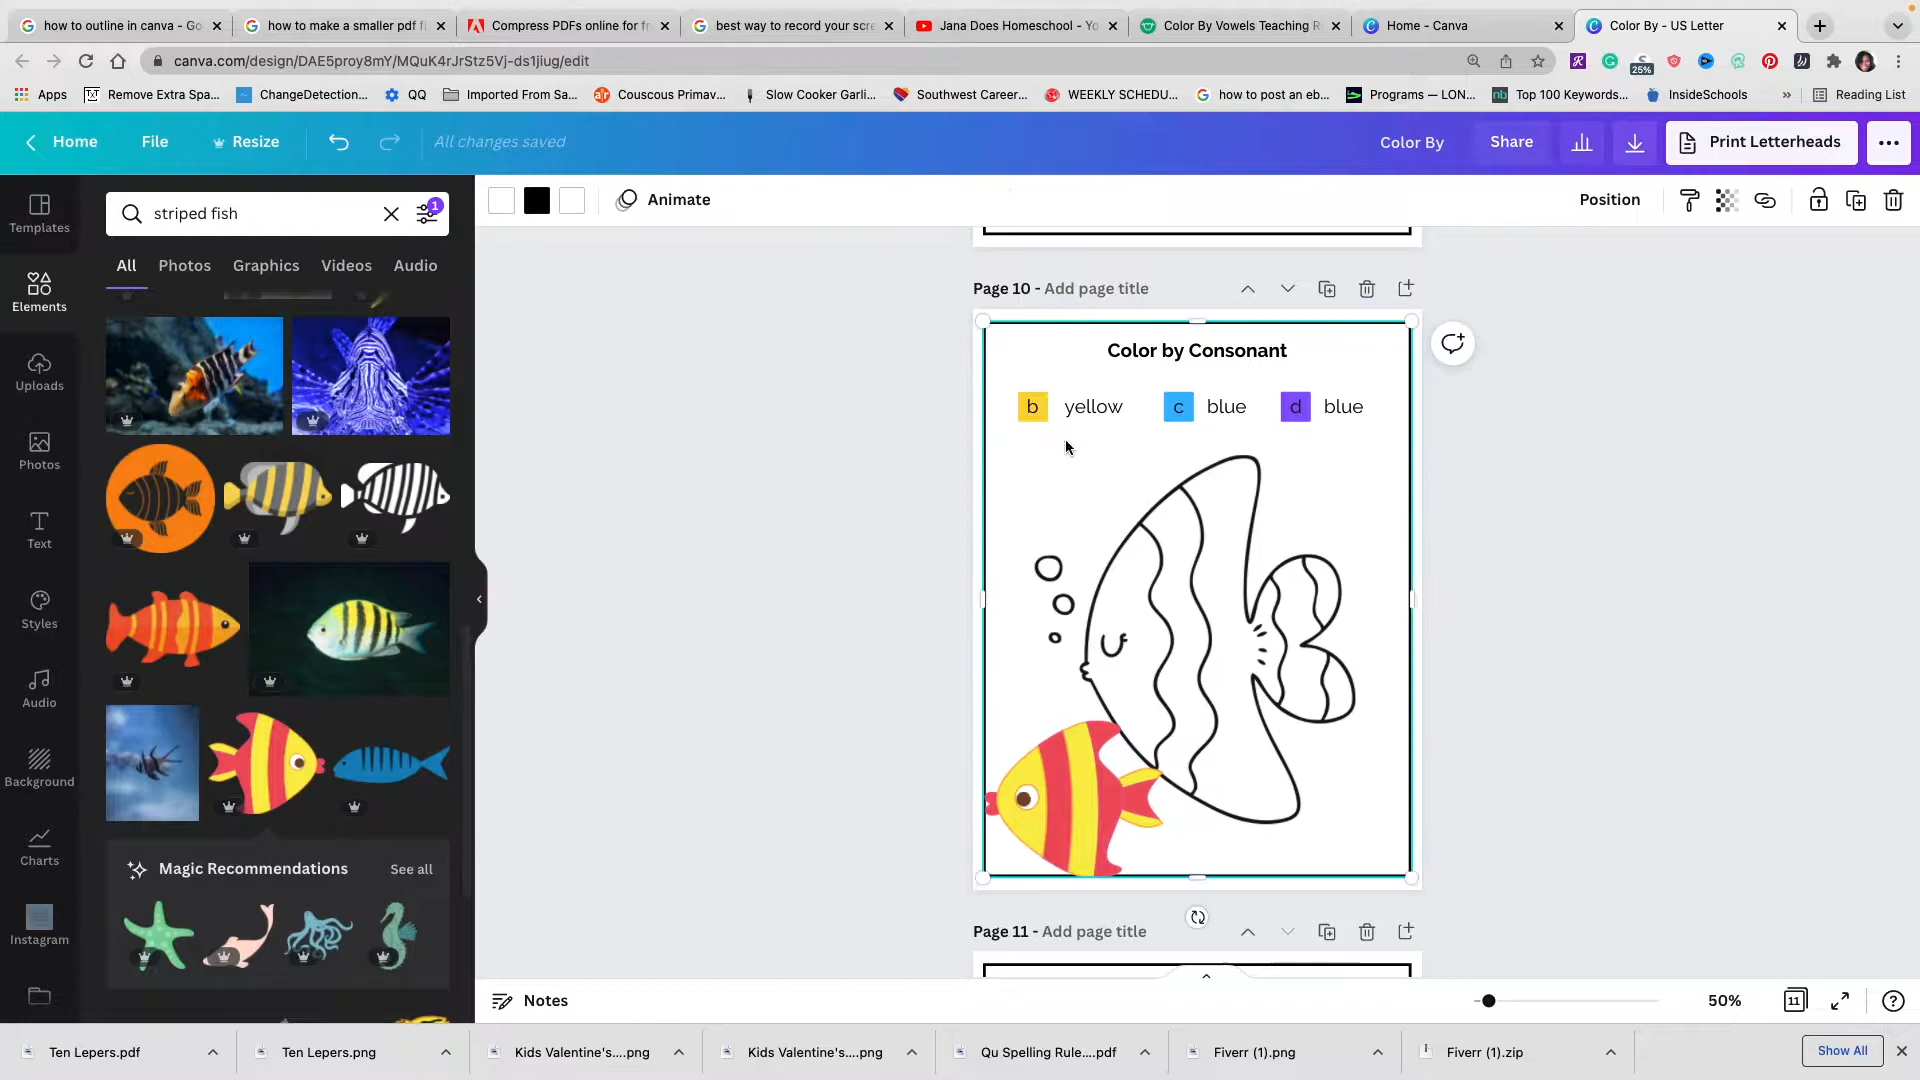 how to outline in canva - Go
how to make a smaller pdf fi
Compress PDFs online for fr
best way to record your scre
Jana Does Homeschool - Yo
Color By Vowels Teaching R
Home - Canva
Color By - US Letter
canva.com/design/DAE5proy8mY/MQuK4rJrStz5Vj-ds1jiug/edit
25%
Apps
Remove Extra Spa...
ChangeDetection...
QQ
Imported From Sa...
Couscous Primav...
Slow Cooker Garli...
Southwest Career...
WEEKLY SCHEDU...
how to post an eb...
Programs — LON...
Top 100 Keywords...
InsideSchools
»
Reading List
Home
File
Resize
All changes saved
Color By
Share
Print Letterheads
Templates
Elements
Uploads
Photos
Text
Styles
Audio
Background
Charts
Instagram
striped fish
1
All
Photos
Graphics
Videos
Audio
Magic Recommendations
See all
Animate
Position
Page 10 - Add page title
Color by Consonant
b yellow c blue d blue
Page 11 - Add page title
Notes
50%
11
Ten Lepers.pdf
Ten Lepers.png
Kids Valentine's....png
Kids Valentine's....png
Qu Spelling Rule....pdf
Fiverr (1).png
Fiverr (1).zip
Show All